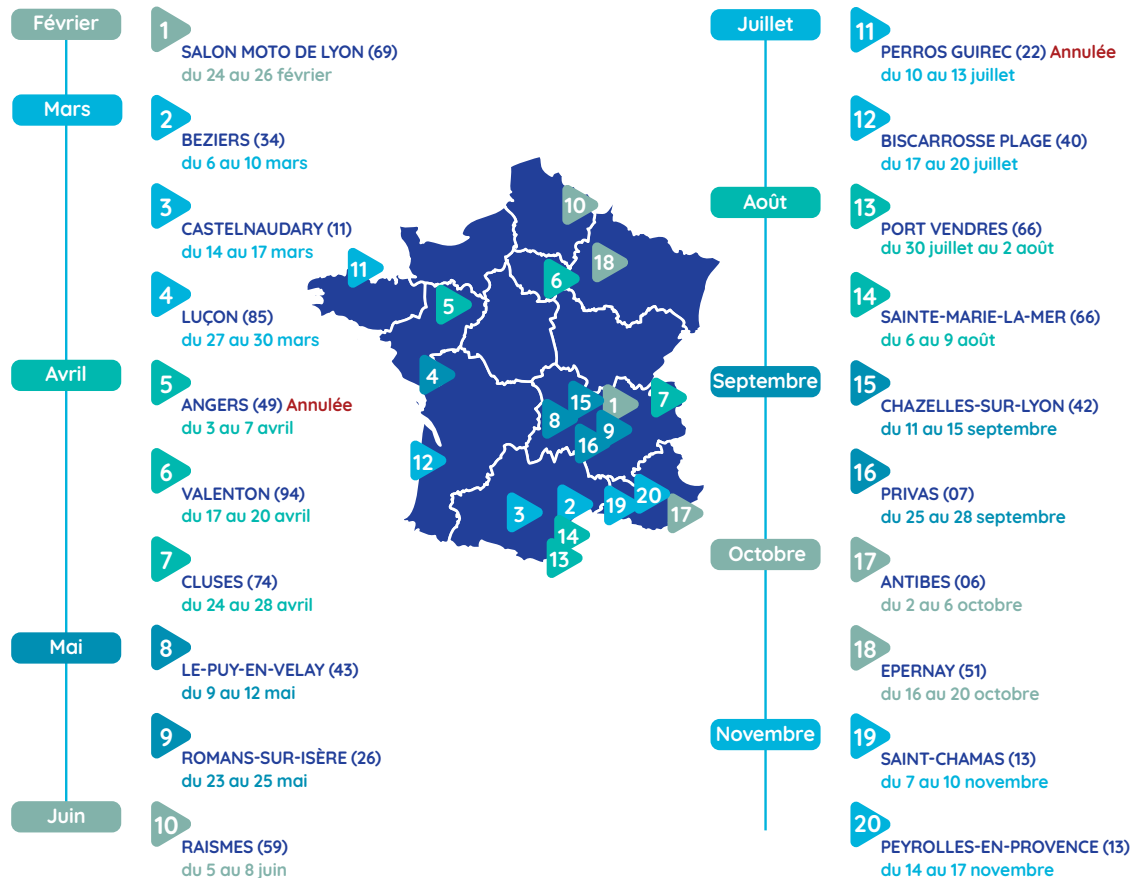 Février
1
SALON MOTO DE LYON (69)
du 24 au 26 février
Mars
2
BEZIERS (34)
du 6 au 10 mars
3
CASTELNAUDARY (11)
du 14 au 17 mars
4
LUÇON (85)
du 27 au 30 mars
Avril
5
ANGERS (49) Annulée
du 3 au 7 avril
6
VALENTON (94)
du 17 au 20 avril
7
CLUSES (74)
du 24 au 28 avril
Mai
8
LE-PUY-EN-VELAY (43)
du 9 au 12 mai
9
ROMANS-SUR-ISÈRE (26)
du 23 au 25 mai
Juin
10
RAISMES (59)
du 5 au 8 juin
10
18
11
6
5
4
15
1
7
8
9
16
12
20
19
2
3
17
14
13
Juillet
11
PERROS GUIREC (22) Annulée
du 10 au 13 juillet
12
BISCARROSSE PLAGE (40)
du 17 au 20 juillet
Août
13
PORT VENDRES (66)
du 30 juillet au 2 août
14
SAINTE-MARIE-LA-MER (66)
du 6 au 9 août
Septembre
15
CHAZELLES-SUR-LYON (42)
du 11 au 15 septembre
16
PRIVAS (07)
du 25 au 28 septembre
Octobre
17
ANTIBES (06)
du 2 au 6 octobre
18
EPERNAY (51)
du 16 au 20 octobre
Novembre
19
SAINT-CHAMAS (13)
du 7 au 10 novembre
20
PEYROLLES-EN-PROVENCE (13)
du 14 au 17 novembre